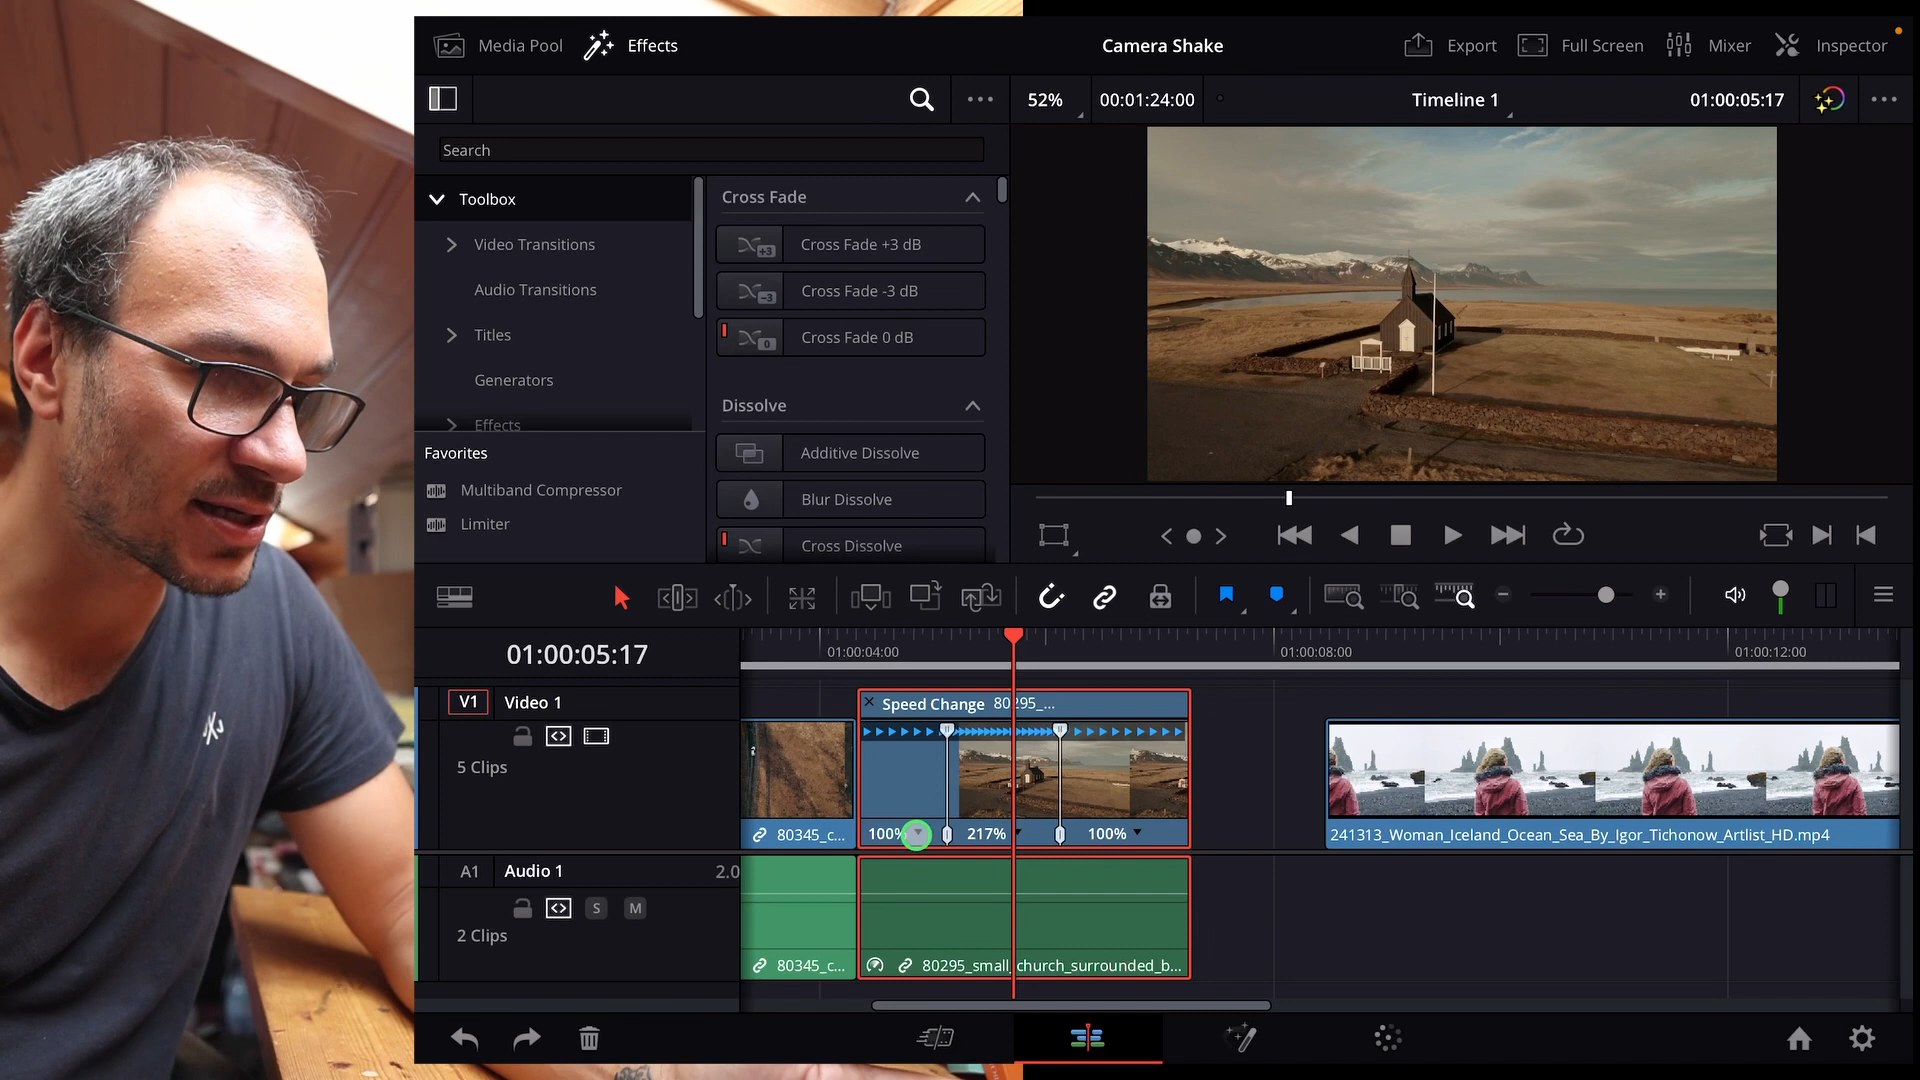 Media Pool
Effects
Camera Shake
Export
Full Screen
Mixer
Inspector
52%
00:01:24:00
Timeline 1
01:00:05:17
Search
Toolbox
Video Transitions
Audio Transitions
Titles
Generators
Effects
Favorites
Multiband Compressor
Limiter
Cross Fade
+3
Cross Fade +3 dB
-3
Cross Fade -3 dB
0
Cross Fade 0 dB
Dissolve
Additive Dissolve
Blur Dissolve
Cross Dissolve
01:00:05:17
01:00:04:00
01:00:08:00
01:00:12:00
V1
Video 1
5 Clips
Speed Change
80295_...
80345_c...
100%
217%
100%
241313_Woman_Iceland_Ocean_Sea_By_Igor_Tichonow_Artlist_HD.mp4
A1
Audio 1
2.0
S
M
2 Clips
80345_c...
80295_small_church_surrounded_b...